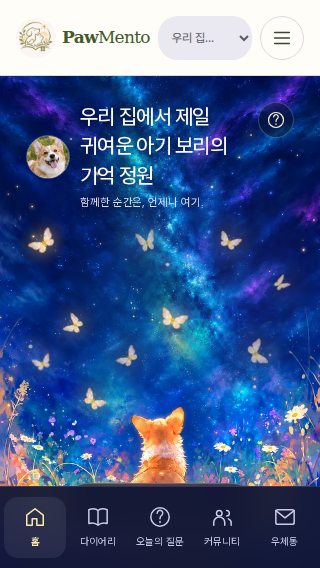 PawMento
우리 집...
우리 집에서 제일
귀여운 아기 보리의
가억 정원
함께한 순간은, 언제나 여기.
홈
다이어리
오늘의 질문
커뮤니티
우체통